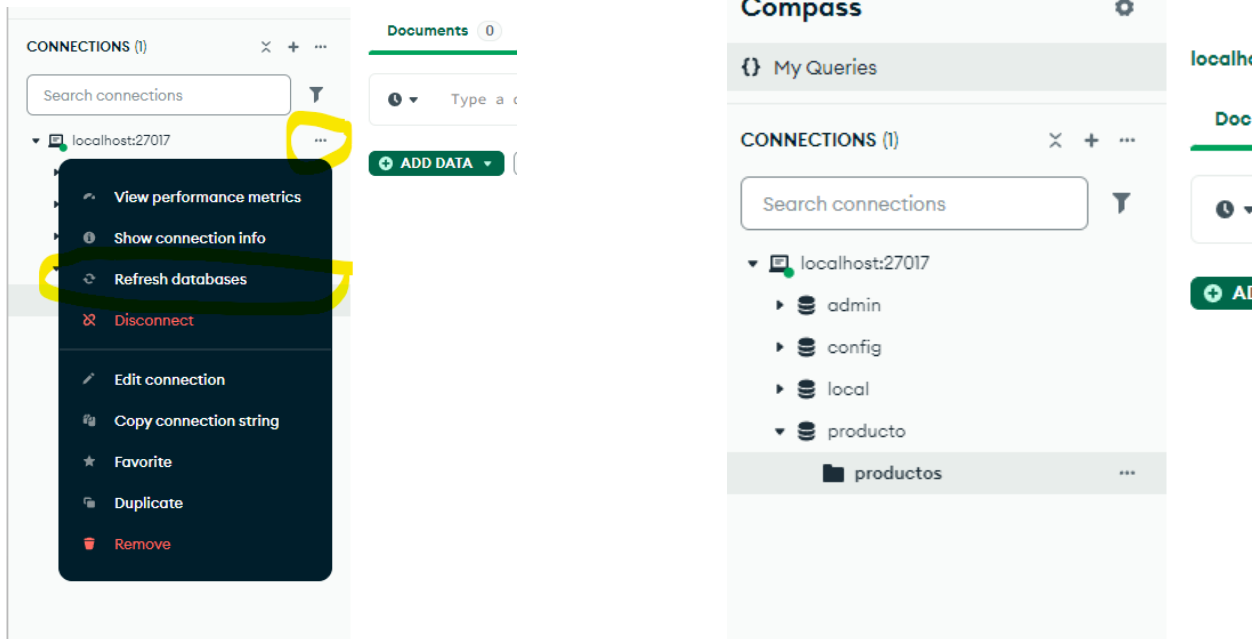 CONNECTIONS (1)
Search connections
localhost:27017
View performance metrics
Show connection info
Refresh databases
Disconnect
Edit connection
Copy connection string
Favorite
Duplicate
Remove
Documents 0
Type a
ADD DATA
Compass
My Queries
CONNECTIONS (1)
Search connections
localhost:27017
admin
config
local
producto
productos
localho
Doc